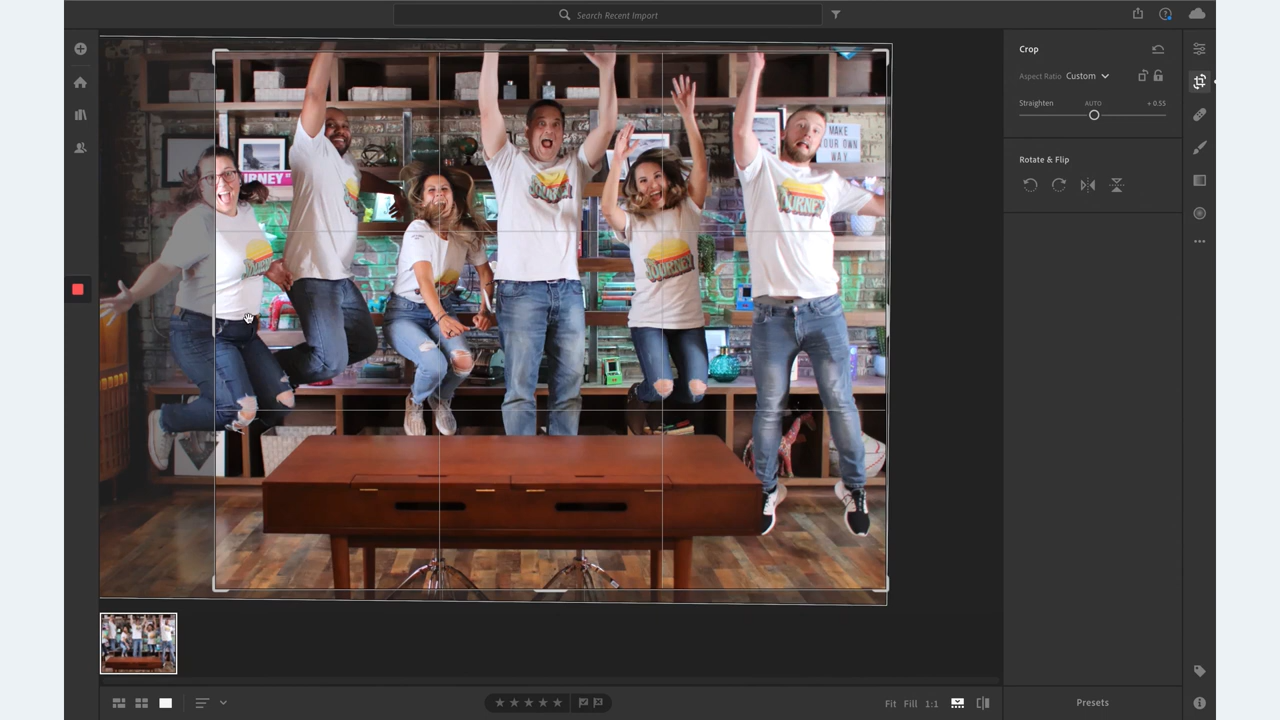 Search Recent Import
Crop
Aspect Ratio Custom
Straighten AUTO + 0.55
Rotate & Flip
URNEY
MAKE
YOUR OWN
WAY
JOURNEY
JOURNEY
JOURNEY
Fit Fill 1:1
Presets